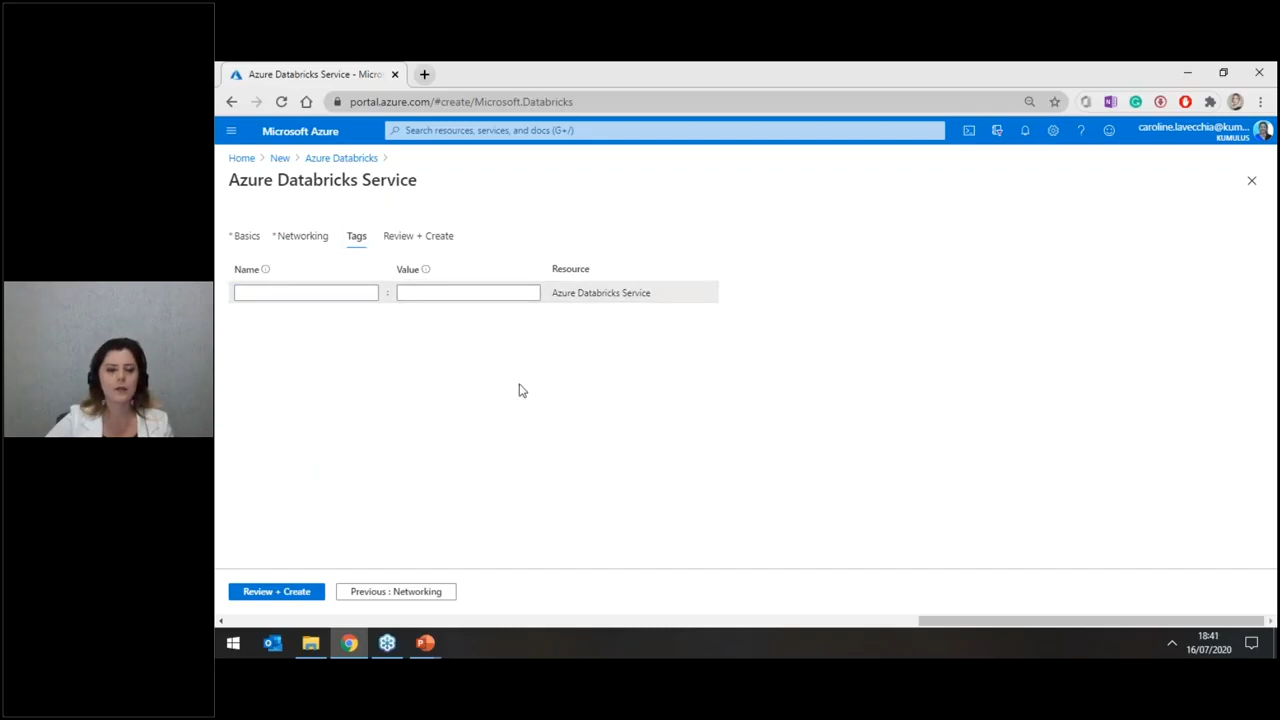 Azure Databricks Service - Micro
portal.azure.com/#create/Microsoft.Databricks
Microsoft Azure
Search resources, services, and docs (G+/)
caroline.lavecchia@kum...
KUMULUS
Home > New > Azure Databricks >
Azure Databricks Service
* Basics * Networking Tags Review + Create
Name Value Resource
: Azure Databricks Service
Review + Create Previous : Networking
18:41
16/07/2020